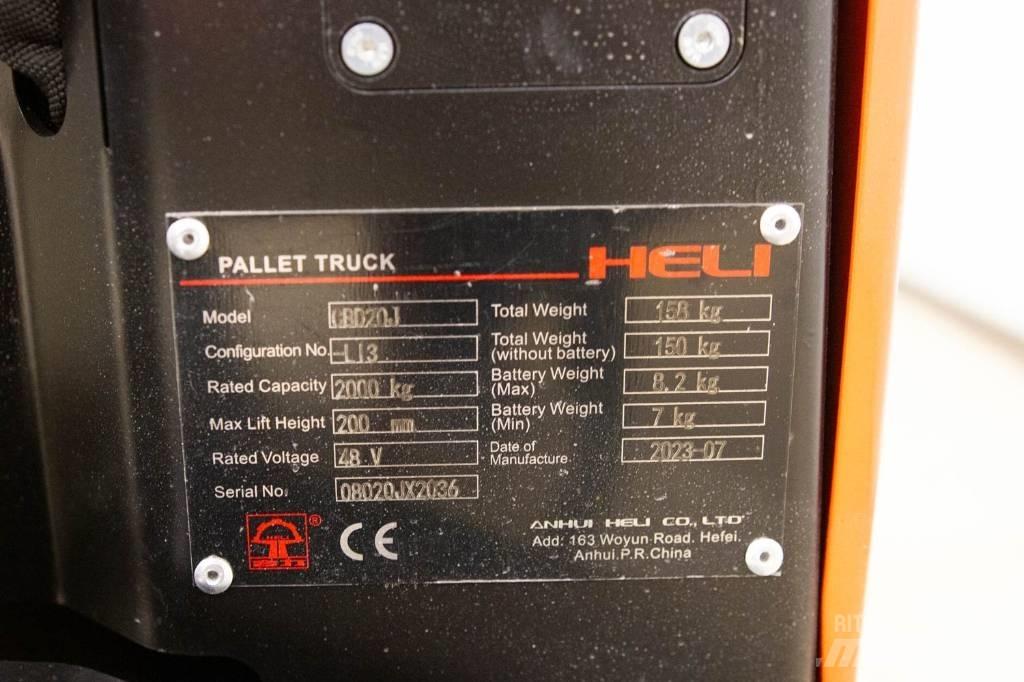 PALLET TRUCK HELI
Model CBD20J
Configuration No. -LI3
Rated Capacity 2000 kg
Max Lift Height 200 mm
Rated Voltage 48 V
Serial No. 08020JX2036
Total Weight 158 kg
Total Weight
(without battery) 150 kg
Battery Weight
(Max) 8.2 kg
Battery Weight
(Min) 7 kg
Date of
Manufacture 2023-07
HELI
®
CE
ANHUI HELI CO., LTD
Add: 163 Woyun Road. Hefei.
Anhui.P.R.China